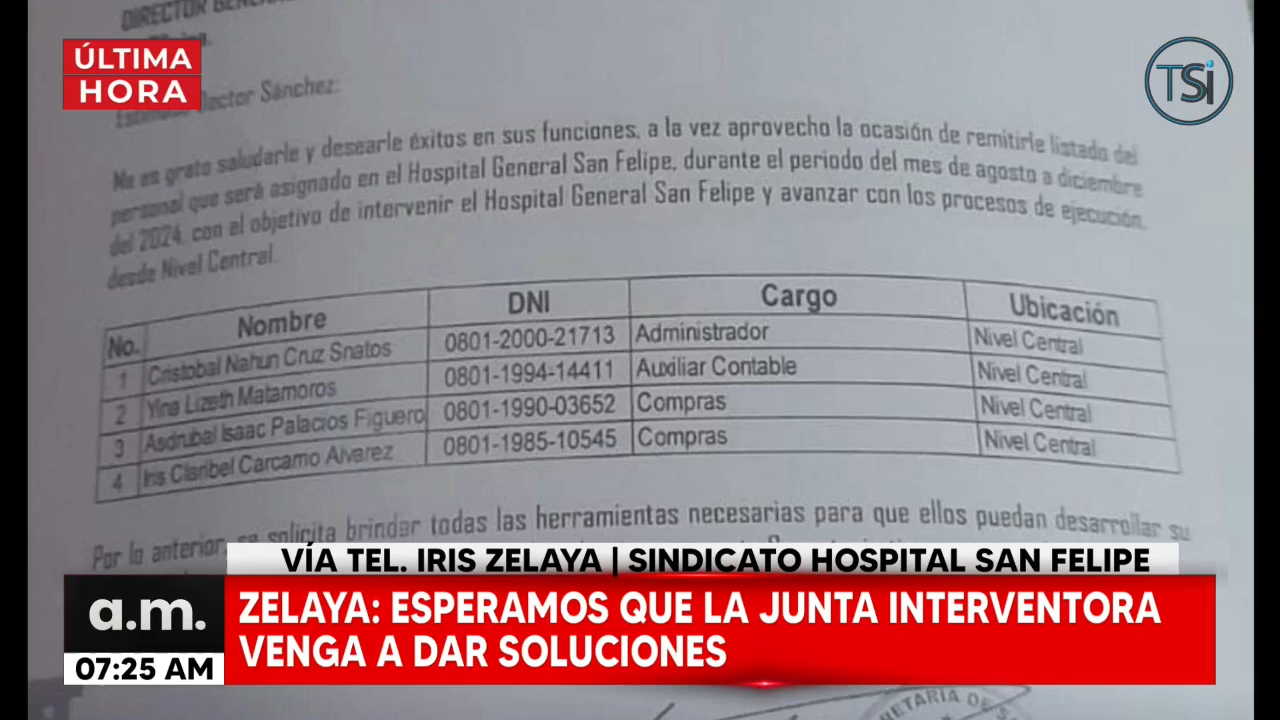 DIRECTOR
ÚLTIMA
HORA
TSi
Doctor Sánchez:
Me es grato saludarle y desearle éxitos en sus funciones, a la vez aprovecho la ocasión de remitirle listado del
personal que será asignado en el Hospital General San Felipe, durante el periodo del mes de agosto a diciembre
del 2024, con el objetivo de intervenir el Hospital General San Felipe y avanzar con los procesos de ejecución,
desde Nivel Central.
No. Nombre DNI Cargo Ubicación
1 Cristobal Nahun Cruz Snatos 0801-2000-21713 Administrador Nivel Central
2 Yina Lizeth Matamoros 0801-1994-14411 Auxiliar Contable Nivel Central
3 Asdrubal Isaac Palacios Figuero 0801-1990-03652 Compras Nivel Central
4 Iris Claribel Carcamo Alvarez 0801-1985-10545 Compras Nivel Central
Por lo anterior, se solicita brindar todas las herramientas necesarias para que ellos puedan desarrollar su
VÍA TEL. IRIS ZELAYA | SINDICATO HOSPITAL SAN FELIPE
a.m.
ZELAYA: ESPERAMOS QUE LA JUNTA INTERVENTORA
VENGA A DAR SOLUCIONES
07:25 AM